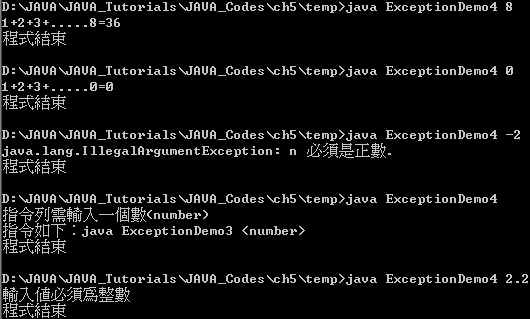 D:\JAVA\JAVA_Tutorials\JAVA_Codes\ch5\temp>java ExceptionDemo4 8
1+2+3+.....8=36
程式結束
D:\JAVA\JAVA_Tutorials\JAVA_Codes\ch5\temp>java ExceptionDemo4 0
1+2+3+.....0=0
程式結束
D:\JAVA\JAVA_Tutorials\JAVA_Codes\ch5\temp>java ExceptionDemo4 -2
java.lang.IllegalArgumentException: n 必須是正數.
程式結束
D:\JAVA\JAVA_Tutorials\JAVA_Codes\ch5\temp>java ExceptionDemo4
指令列需輸入一個數(number)
指令如下：java ExceptionDemo3 <number>
程式結束
D:\JAVA\JAVA_Tutorials\JAVA_Codes\ch5\temp>java ExceptionDemo4 2.2
輸入値必須爲整數
程式結束